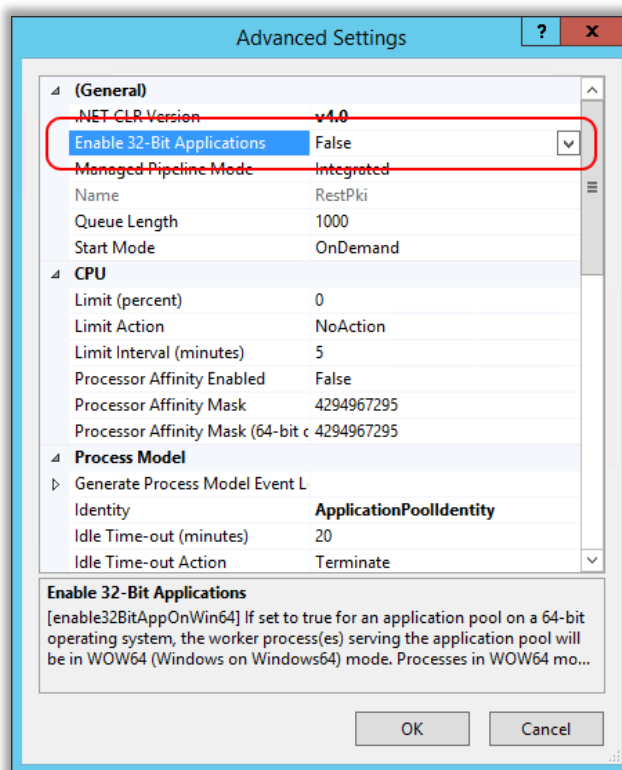 Advanced Settings
? x
(General)
.NET CLR Version v4.0
Enable 32-Bit Applications False
Managed Pipeline Mode Integrated
Name RestPki
Queue Length 1000
Start Mode OnDemand
CPU
Limit (percent) 0
Limit Action NoAction
Limit Interval (minutes) 5
Processor Affinity Enabled False
Processor Affinity Mask 4294967295
Processor Affinity Mask (64-bit c 4294967295
Process Model
Generate Process Model Event L
Identity ApplicationPoolIdentity
Idle Time-out (minutes) 20
Idle Time-out Action Terminate
Enable 32-Bit Applications
[enable32BitAppOnWin64] If set to true for an application pool on a 64-bit
operating system, the worker process(es) serving the application pool will
be in WOW64 (Windows on Windows64) mode. Processes in WOW64 mo...
OK Cancel